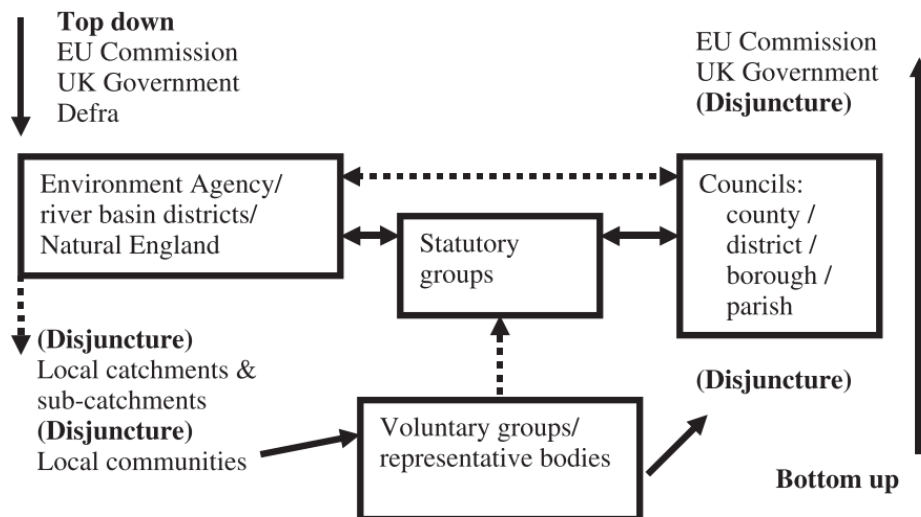 Top down
EU Commission
UK Government
Defra
EU Commission
UK Government
(Disjuncture)
Environment Agency/
river basin districts/
Natural England
Statutory
groups
Councils:
county /
district /
borough /
parish
(Disjuncture)
Local catchments &
sub-catchments
(Disjuncture)
Local communities
Voluntary groups/
representative bodies
(Disjuncture)
Bottom up